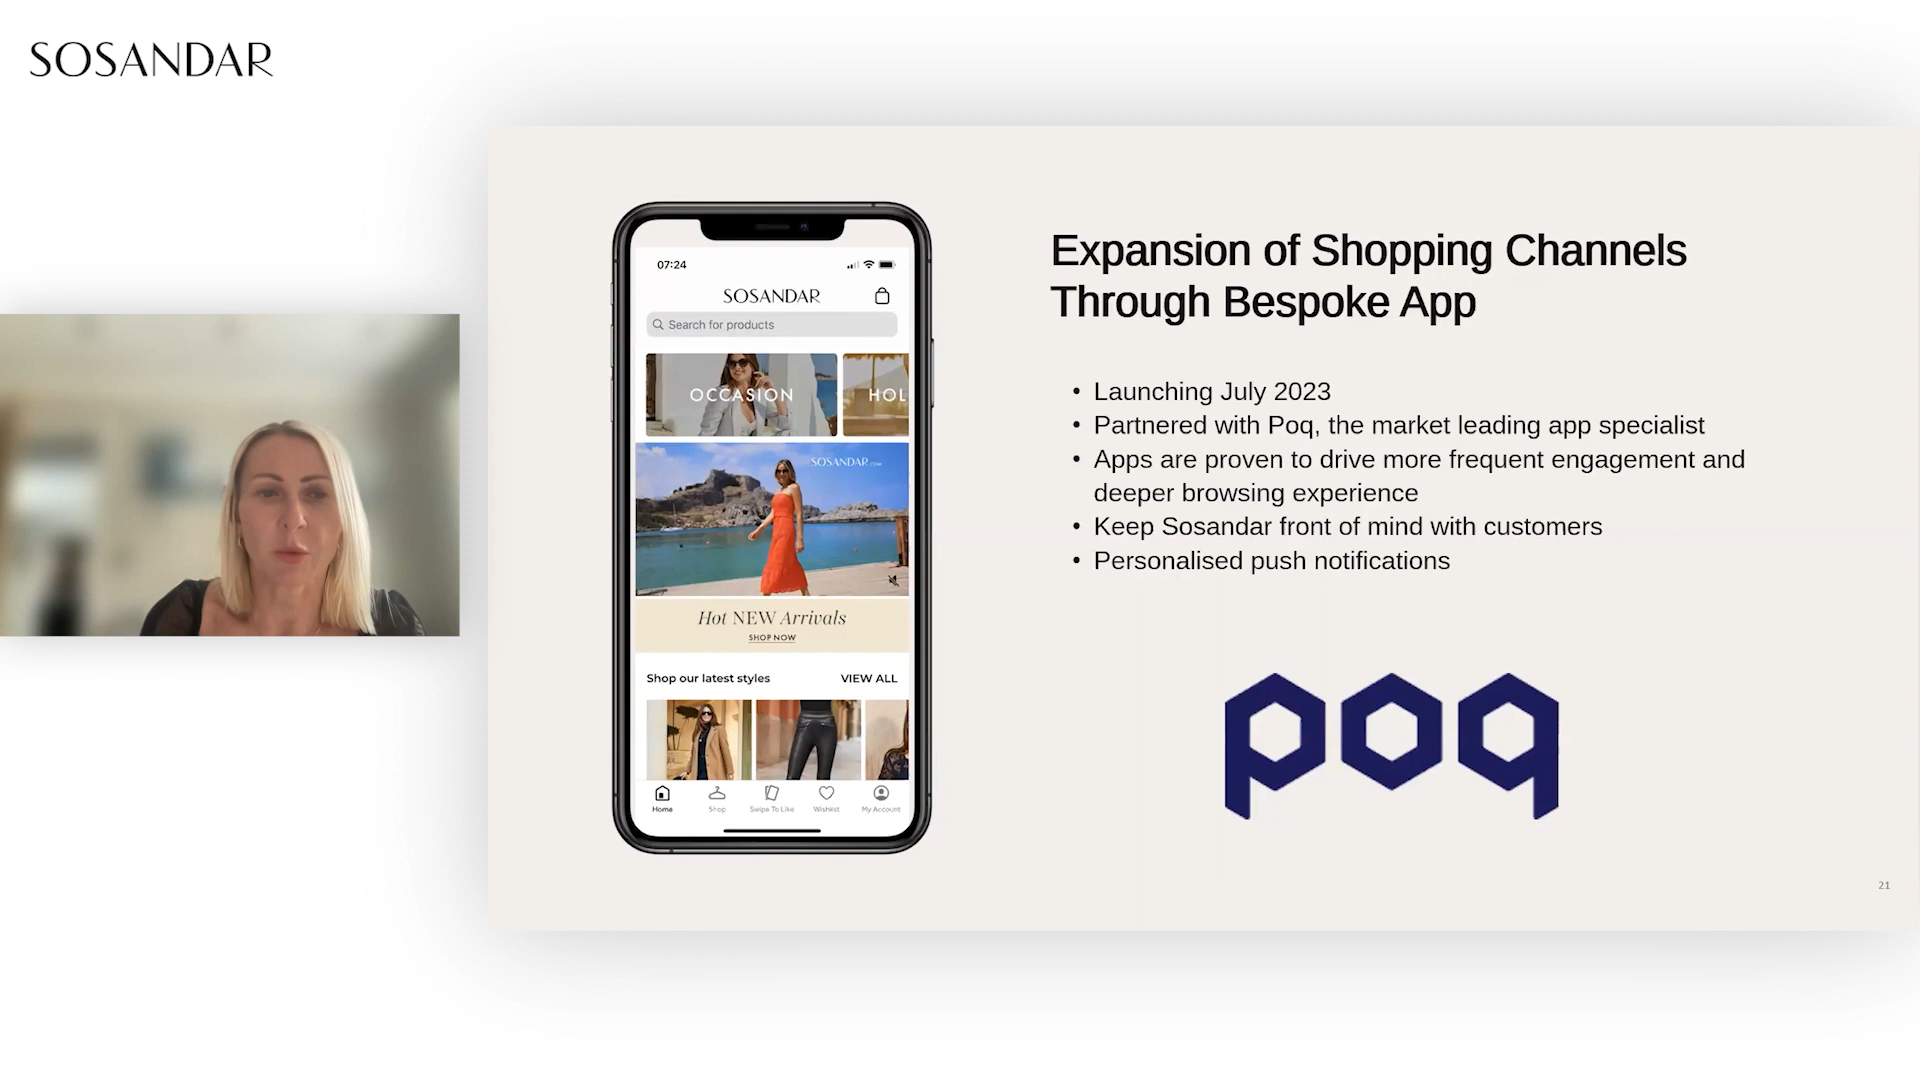 SOSANDAR
07:24
SOSANDAR
Search for products
OCCASION
HOL
SOSANDAR.COM
Hot NEW Arrivals
SHOP NOW
Shop our latest styles
VIEW ALL
Home
Shop
Swipe To Like
Wishlist
My Account
Expansion of Shopping Channels
Through Bespoke App
• Launching July 2023
• Partnered with Poq, the market leading app specialist
• Apps are proven to drive more frequent engagement and
deeper browsing experience
• Keep Sosandar front of mind with customers
• Personalised push notifications
poq
21